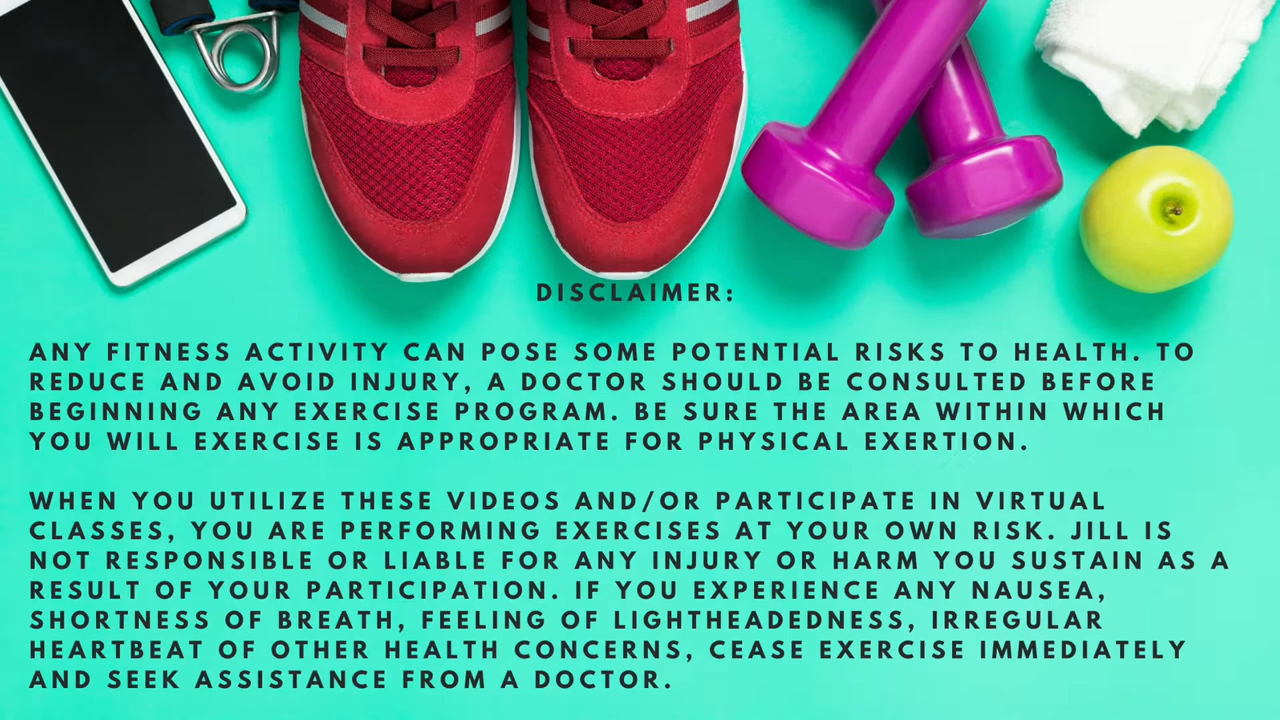 DISCLAIMER:
ANY FITNESS ACTIVITY CAN POSE SOME POTENTIAL RISKS TO HEALTH. TO
REDUCE AND AVOID INJURY, A DOCTOR SHOULD BE CONSULTED BEFORE
BEGINNING ANY EXERCISE PROGRAM. BE SURE THE AREA WITHIN WHICH
YOU WILL EXERCISE IS APPROPRIATE FOR PHYSICAL EXERTION.
WHEN YOU UTILIZE THESE VIDEOS AND/OR PARTICIPATE IN VIRTUAL
CLASSES, YOU ARE PERFORMING EXERCISES AT YOUR OWN RISK. JILL IS
NOT RESPONSIBLE OR LIABLE FOR ANY INJURY OR HARM YOU SUSTAIN AS A
RESULT OF YOUR PARTICIPATION. IF YOU EXPERIENCE ANY NAUSEA,
SHORTNESS OF BREATH, FEELING OF LIGHTHEADEDNESS, IRREGULAR
HEARTBEAT OF OTHER HEALTH CONCERNS, CEASE EXERCISE IMMEDIATELY
AND SEEK ASSISTANCE FROM A DOCTOR.